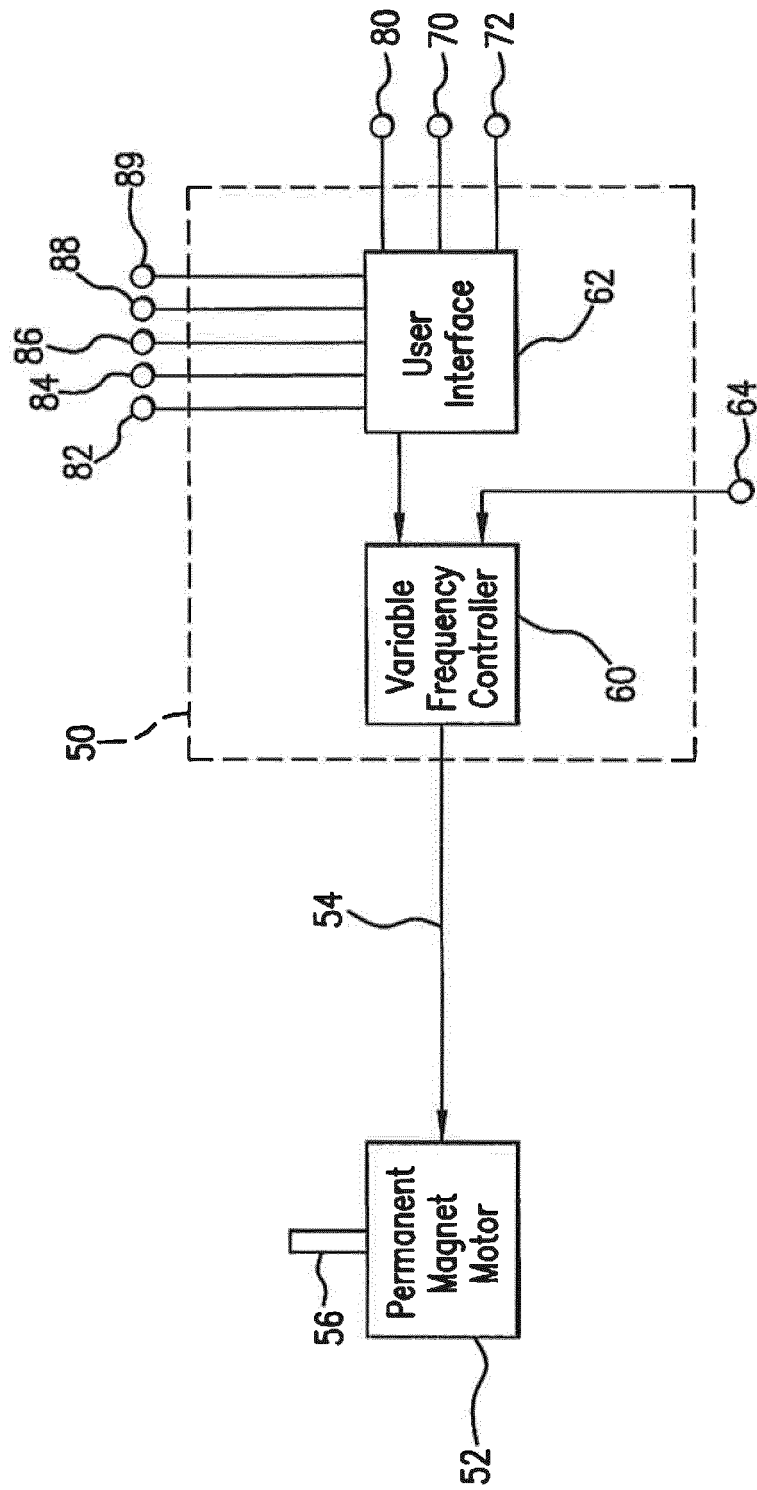 80
70
72
89
88
86
84
82
User
Interface
62
64
Variable
Frequency
Controller
60
50
54
Permanent
Magnet
Motor
56
52